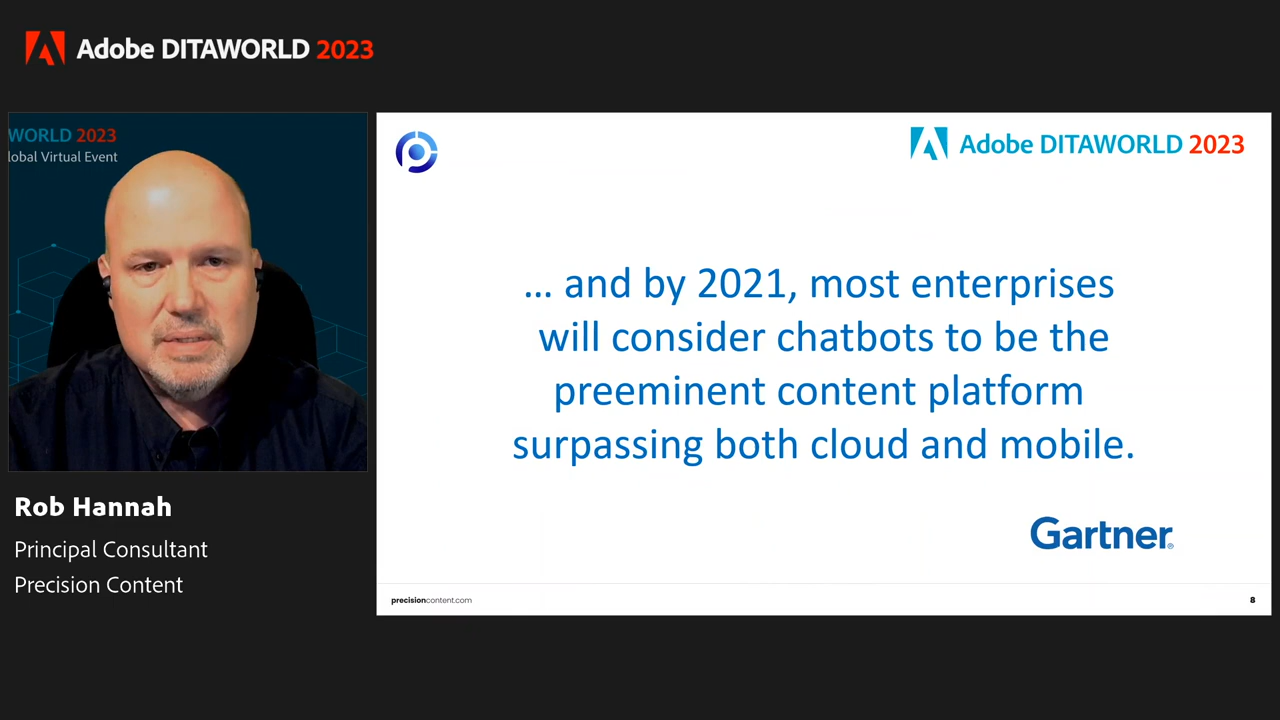 Adobe DITAWORLD 2023
WORLD 2023
lobal Virtual Event
Rob Hannah
Principal Consultant
Precision Content
Adobe DITAWORLD 2023
... and by 2021, most enterprises
will consider chatbots to be the
preeminent content platform
surpassing both cloud and mobile.
Gartner®
precisioncontent.com
8